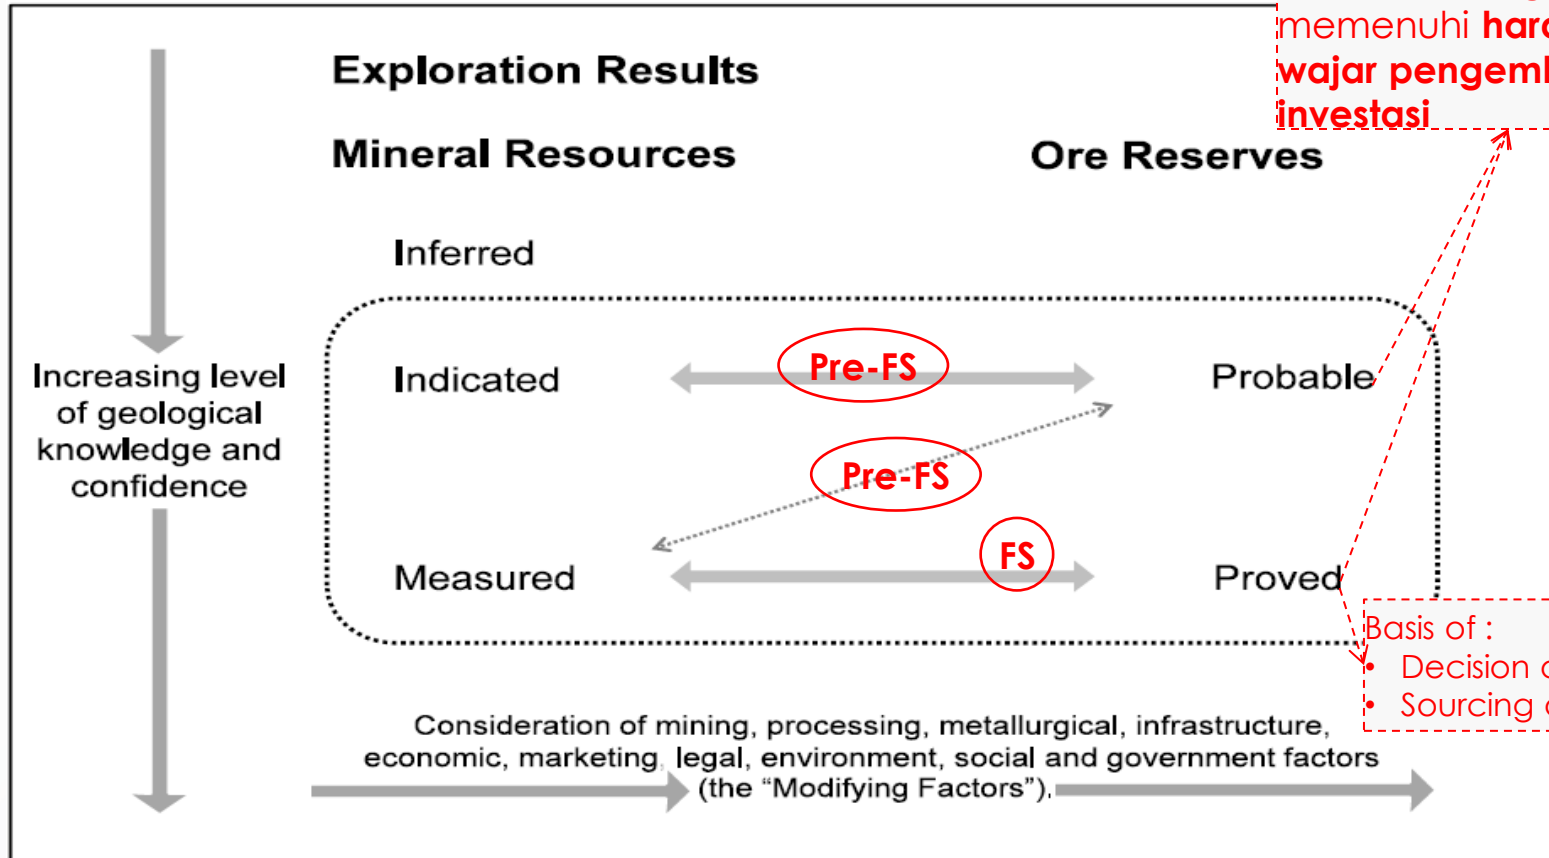 memenuhi
wajar
investasi
Exploration Results
Mineral Resources
Ore Reserves
Inferred
Increasing level
of geological
knowledge and
confidence
Indicated
Pre-FS
Probable
Pre-FS
FS
Measured
Proved
Basis of :
• Decision
• Sourcing
Consideration of mining, processing, metallurgical, infrastructure,
economic, marketing, legal, environment, social and government factors
(the “Modifying Factors”).